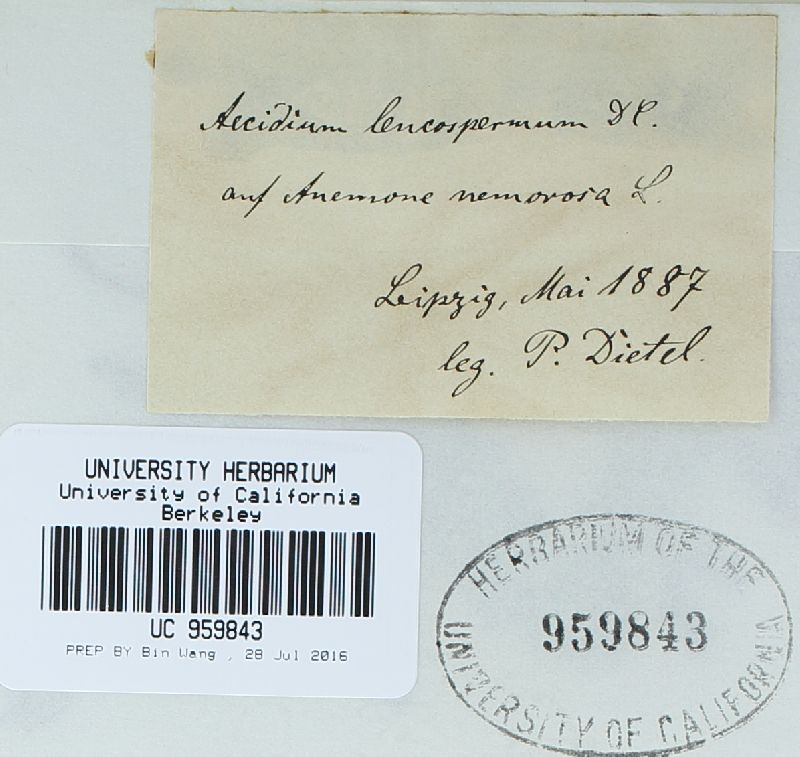 Aecidium leucospermum DC.
auf Anemone nemorosa L.
Leipzig, Mai 1887
leg. P. Dietel.
UNIVERSITY HERBARIUM
University of California
Berkeley
UC 959843
PREP BY Bin Wang , 28 Jul 2016
HERBARIUM OF THE
959843
UNIVERSITY OF CALIFORNIA